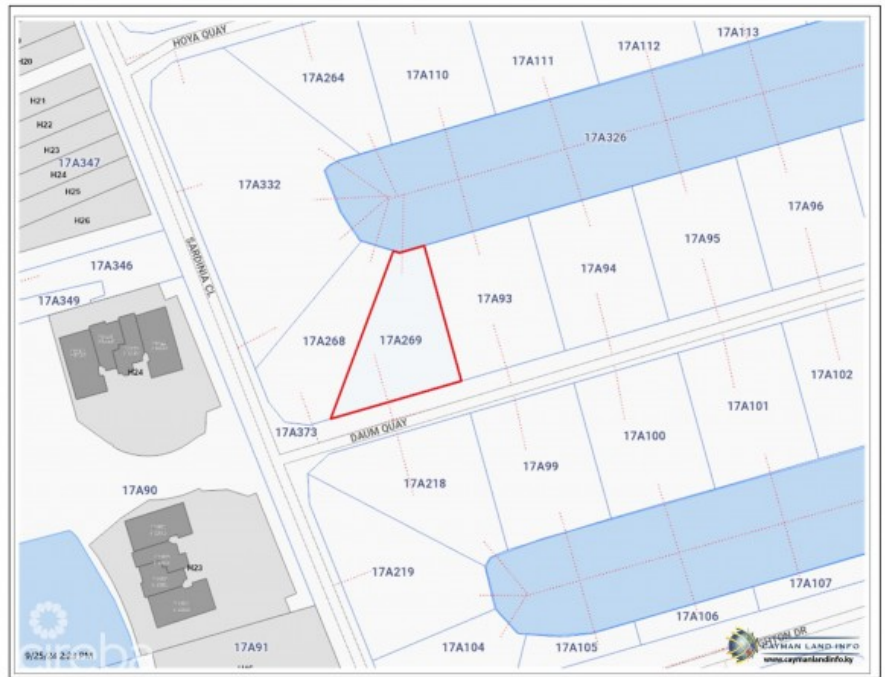 HOYA QUAY
17A264
17A110
17A111
17A112
17A113
H20
H21
H22
H23
17A347
H24
H25
H26
17A332
17A326
SARDINIA CL
17A346
17A349
17A268
17A269
17A93
17A94
17A95
17A96
H24
17A373
DAUM QUAY
17A218
17A99
17A100
17A101
17A102
17A90
H23
17A219
17A104
17A105
17A106
17A107
17A91
CAYMAN LAND INFO
www.caymanlandinfo.ky